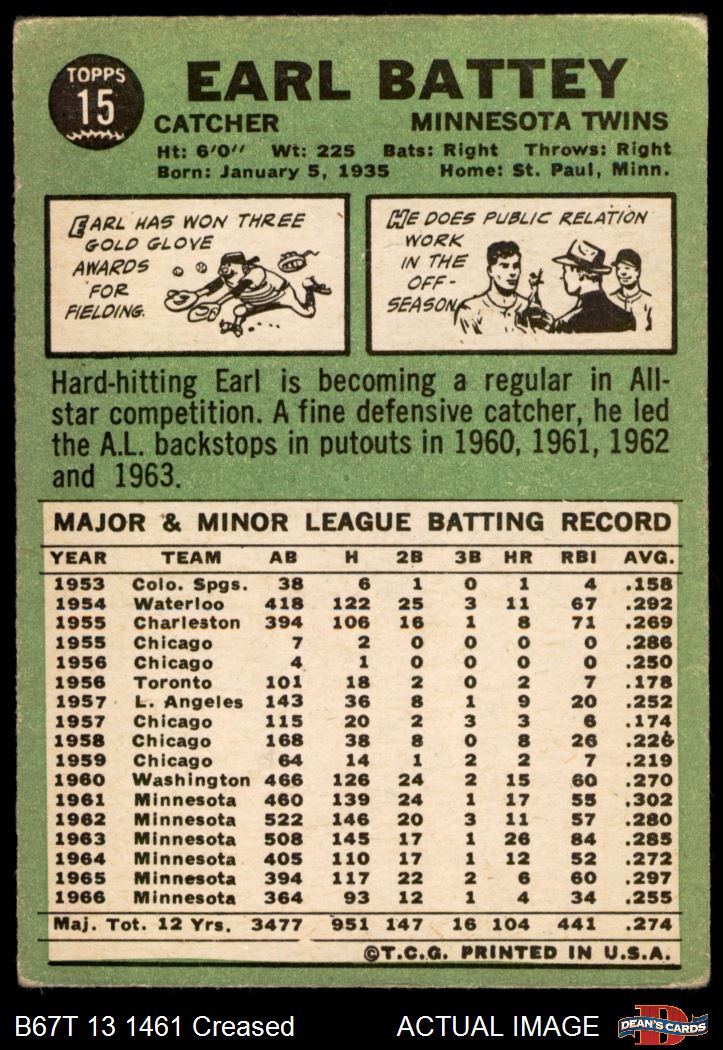 TOPPS
15
EARL BATTEY
CATCHER MINNESOTA TWINS
Ht: 6'0" Wt: 225 Bats: Right Throws: Right
Born: January 5, 1935 Home: St. Paul, Minn.
EARL HAS WON THREE
GOLD GLOVE
AWARDS
FOR
FIELDING.
HE DOES PUBLIC RELATION
WORK
IN THE
OFF-
SEASON
Hard-hitting Earl is becoming a regular in All-
star competition. A fine defensive catcher, he led
the A.L. backstops in putouts in 1960, 1961, 1962
and 1963.
MAJOR & MINOR LEAGUE BATTING RECORD
YEAR TEAM AB H 2B 3B HR RBI AVG.
1953 Colo. Spgs. 38 6 1 0 1 4 .158
1954 Waterloo 418 122 25 3 11 67 .292
1955 Charleston 394 106 16 1 8 71 .269
1955 Chicago 7 2 0 0 0 0 .286
1956 Chicago 4 1 0 0 0 0 .250
1956 Toronto 101 18 2 0 2 7 .178
1957 L. Angeles 143 36 8 1 9 20 .252
1957 Chicago 115 20 2 3 3 6 .174
1958 Chicago 168 38 8 0 8 26 .226
1959 Chicago 64 14 1 2 2 7 .219
1960 Washington 466 126 24 2 15 60 .270
1961 Minnesota 460 139 24 1 17 55 .302
1962 Minnesota 522 146 20 3 11 57 .280
1963 Minnesota 508 145 17 1 26 84 .285
1964 Minnesota 405 110 17 1 12 52 .272
1965 Minnesota 394 117 22 2 6 60 .297
1966 Minnesota 364 93 12 1 4 34 .255
Maj. Tot. 12 Yrs. 3477 951 147 16 104 441 .274
©T.C.G. PRINTED IN U.S.A.
B67T 13 1461 Creased ACTUAL IMAGE
D
DEAN'S CARDS